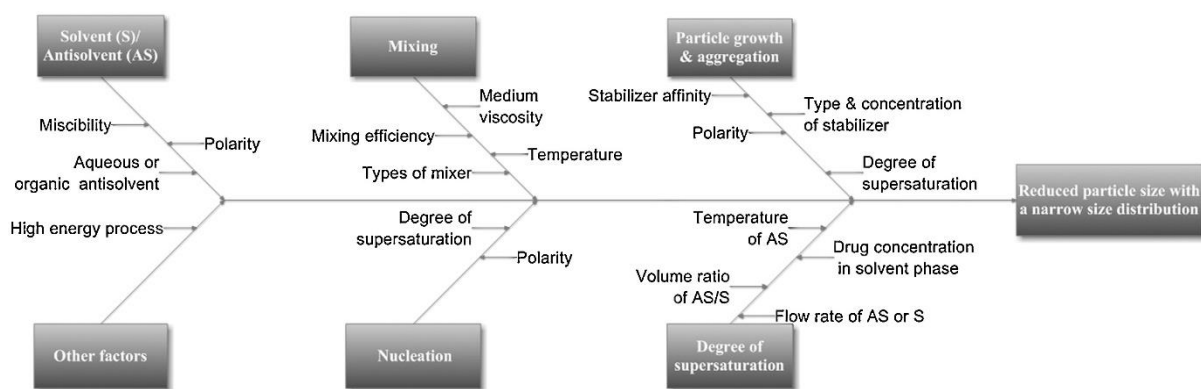 Solvent (S)/
Antisolvent (AS)
Mixing
Particle growth
& aggregation
Miscibility
Polarity
Aqueous or
organic antisolvent
High energy process
Other factors
Medium
viscosity
Mixing efficiency
Temperature
Types of mixer
Degree of
supersaturation
Polarity
Nucleation
Stabilizer affinity
Type & concentration
of stabilizer
Polarity
Degree of
supersaturation
Temperature
of AS
Drug concentration
in solvent phase
Volume ratio
of AS/S
Flow rate of AS or S
Degree of
supersaturation
Reduced particle size with
a narrow size distribution